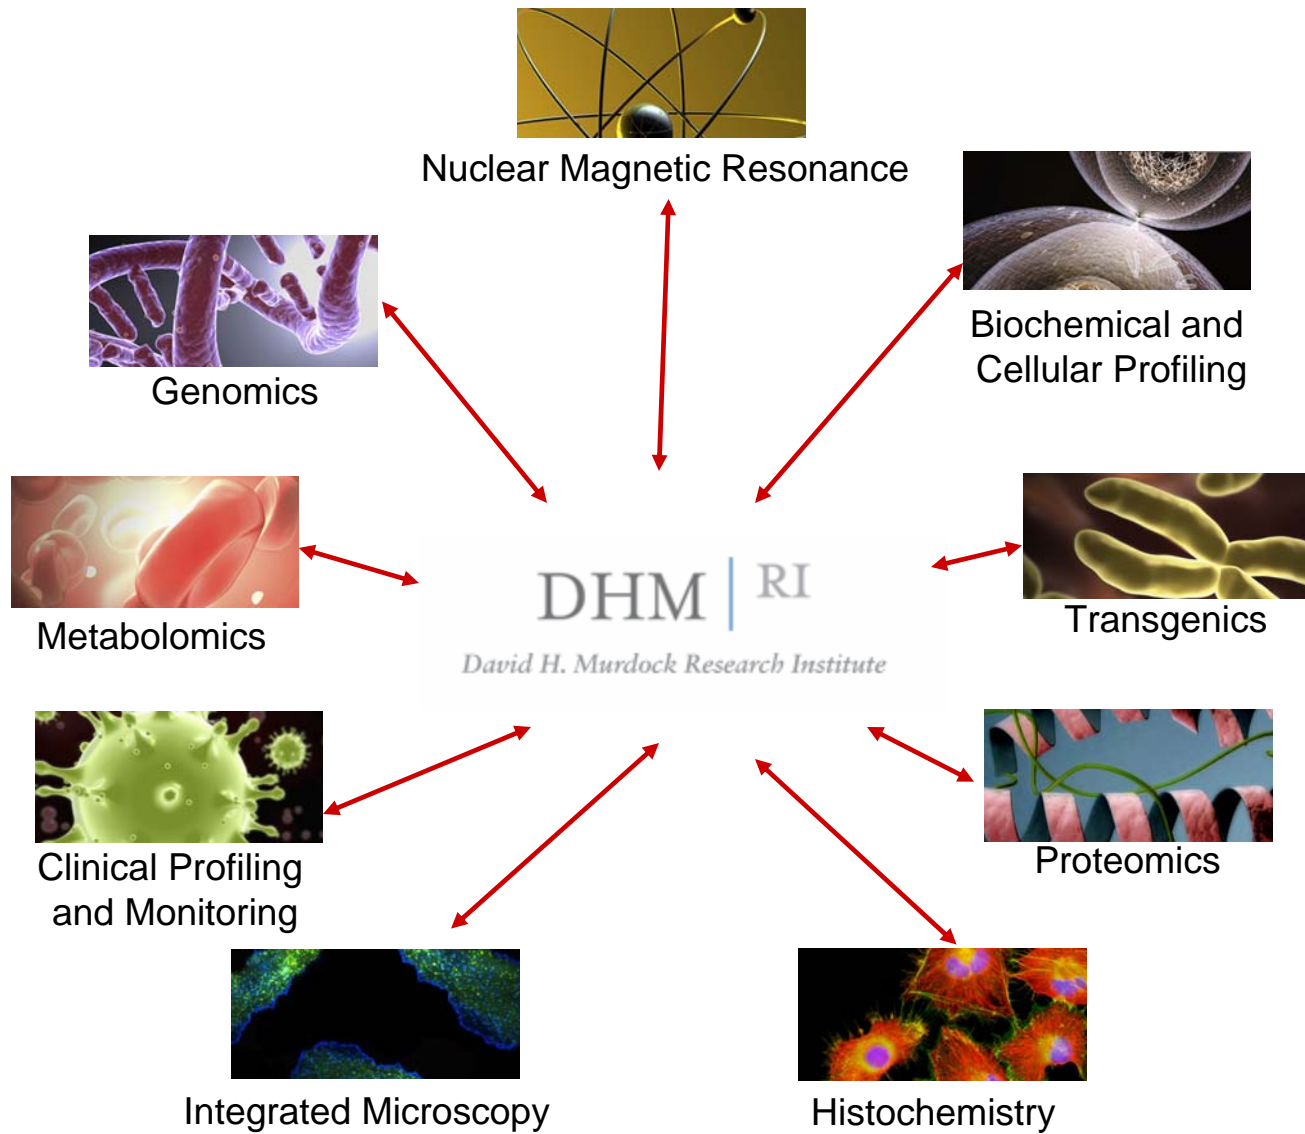 Nuclear Magnetic Resonance
Biochemical and
Cellular Profiling
Genomics
Metabolomics
DHM | RI
David H. Murdock Research Institute
Transgenics
Clinical Profiling
and Monitoring
Proteomics
Integrated Microscopy
Histochemistry